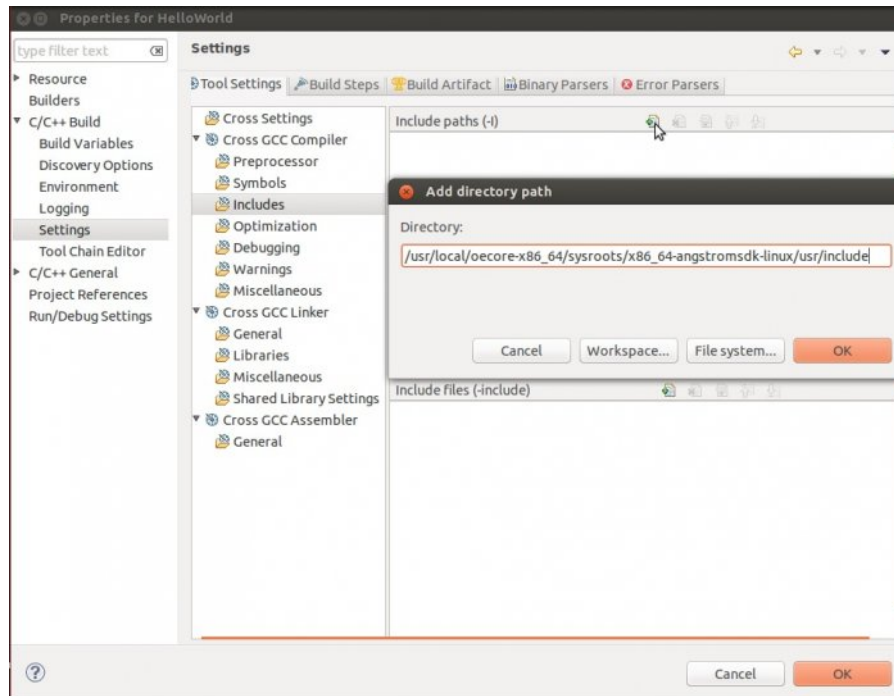 Properties for HelloWorld
type filter text
Resource
Builders
C/C++ Build
Build Variables
Discovery Options
Environment
Logging
Settings
Tool Chain Editor
C/C++ General
Project References
Run/Debug Settings
Settings
Tool Settings Build Steps Build Artifact Binary Parsers Error Parsers
Cross Settings
Cross GCC Compiler
Preprocessor
Symbols
Includes
Optimization
Debugging
Warnings
Miscellaneous
Cross GCC Linker
General
Libraries
Miscellaneous
Shared Library Settings
Cross GCC Assembler
General
Include paths (-I)
Add directory path
Directory:
/usr/local/oecore-x86_64/sysroots/x86_64-angstromsdk-linux/usr/include
Cancel Workspace... File system... OK
Include files (-include)
? Cancel OK